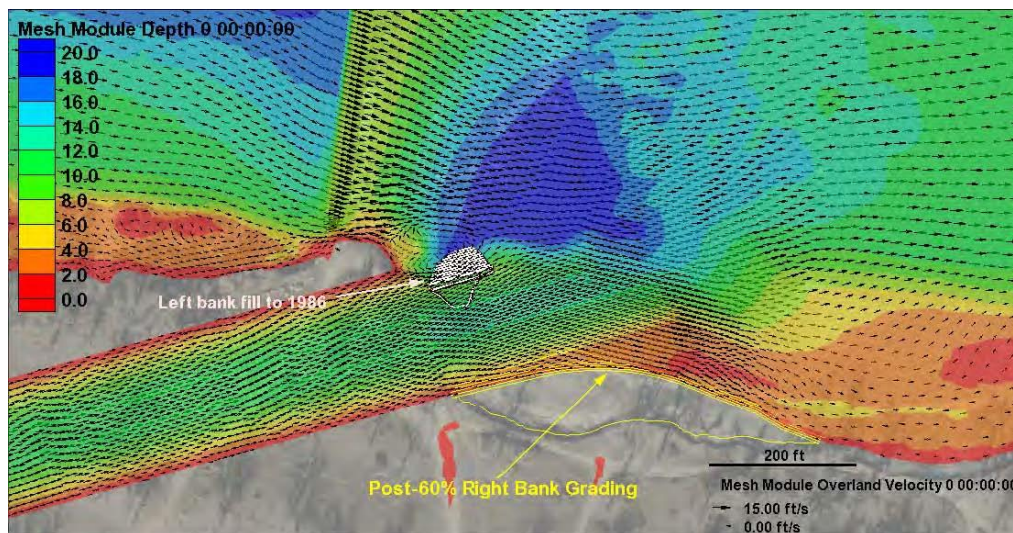 Mesh Module Depth 0 00:00:00
20.0
18.0
16.0
14.0
12.0
10.0
8.0
6.0
4.0
2.0
0.0
Left bank fill to 1986
Post-60% Right Bank Grading
200 ft
Mesh Module Overland Velocity 0 00:00:00
15.00 ft/s
0.00 ft/s